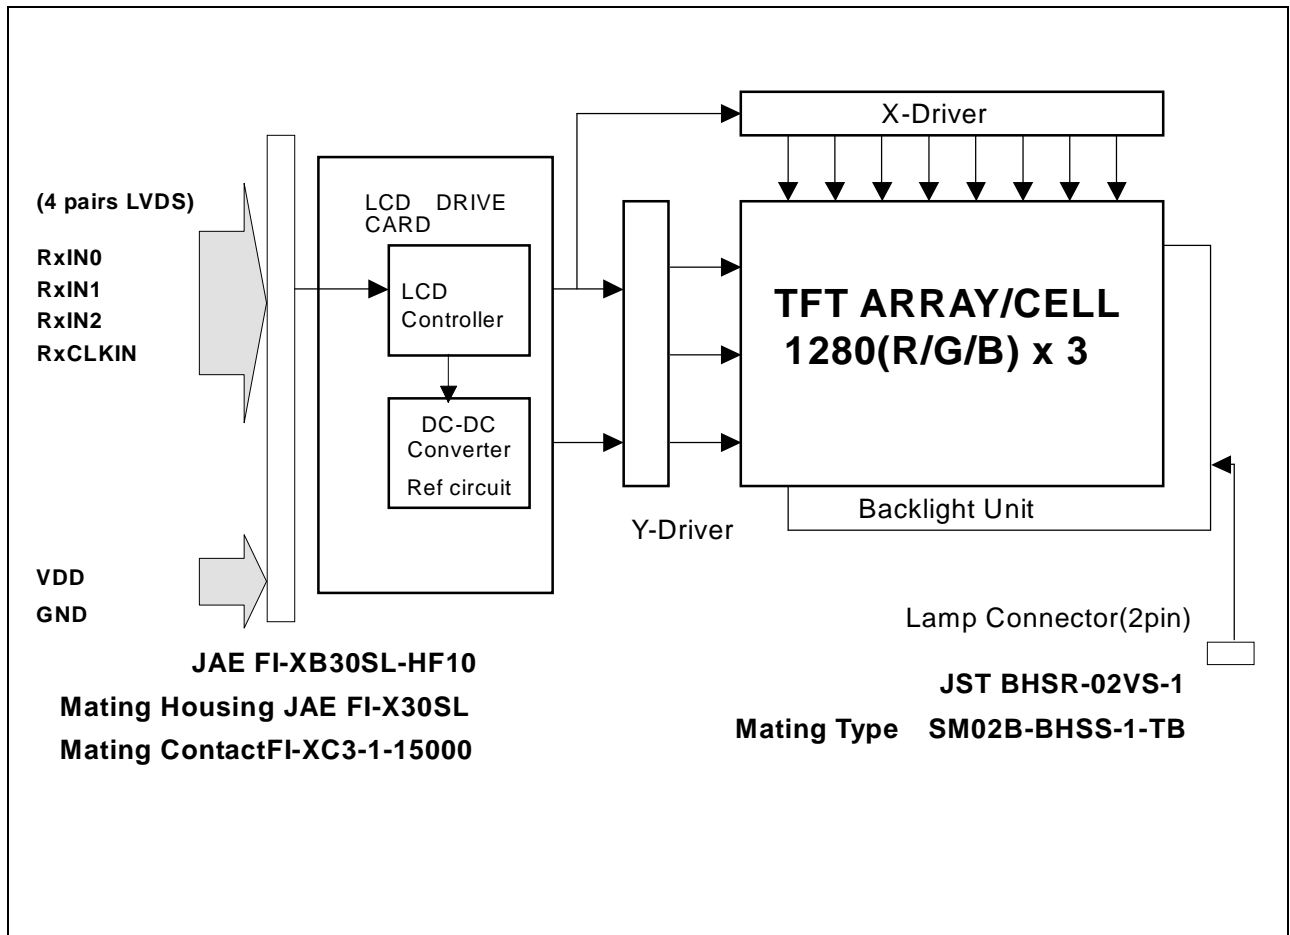 X-Driver
(4 pairs LVDS)
RxIN0
RxIN1
RxIN2
RxCLKIN
LCD DRIVE
CARD
LCD
Controller
DC-DC
Converter
Ref circuit
TFT ARRAY/CELL
1280(R/G/B) x 3
Y-Driver
Backlight Unit
VDD
GND
JAE FI-XB30SL-HF10
Mating Housing JAE FI-X30SL
Mating ContactFI-XC3-1-15000
Lamp Connector(2pin)
JST BHSR-02VS-1
Mating Type SM02B-BHSS-1-TB